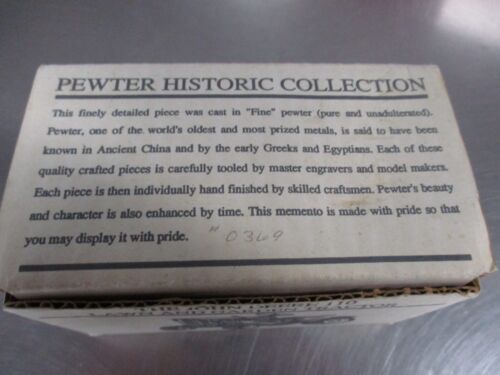 PEWTER HISTORIC COLLECTION
This finely detailed piece was cast in "Fine" pewter (pure and unadulterated).
Pewter, one of the world's oldest and most prized metals, is said to have been
known in Ancient China and by the early Greeks and Egyptians. Each of these
quality crafted pieces is carefully tooled by master engravers and model makers.
Each piece is then individually hand finished by skilled craftsmen. Pewter's beauty
and character is also enhanced by time. This memento is made with pride so that
you may display it with pride. " 0369
LAWN AND GARDEN TRACTOR